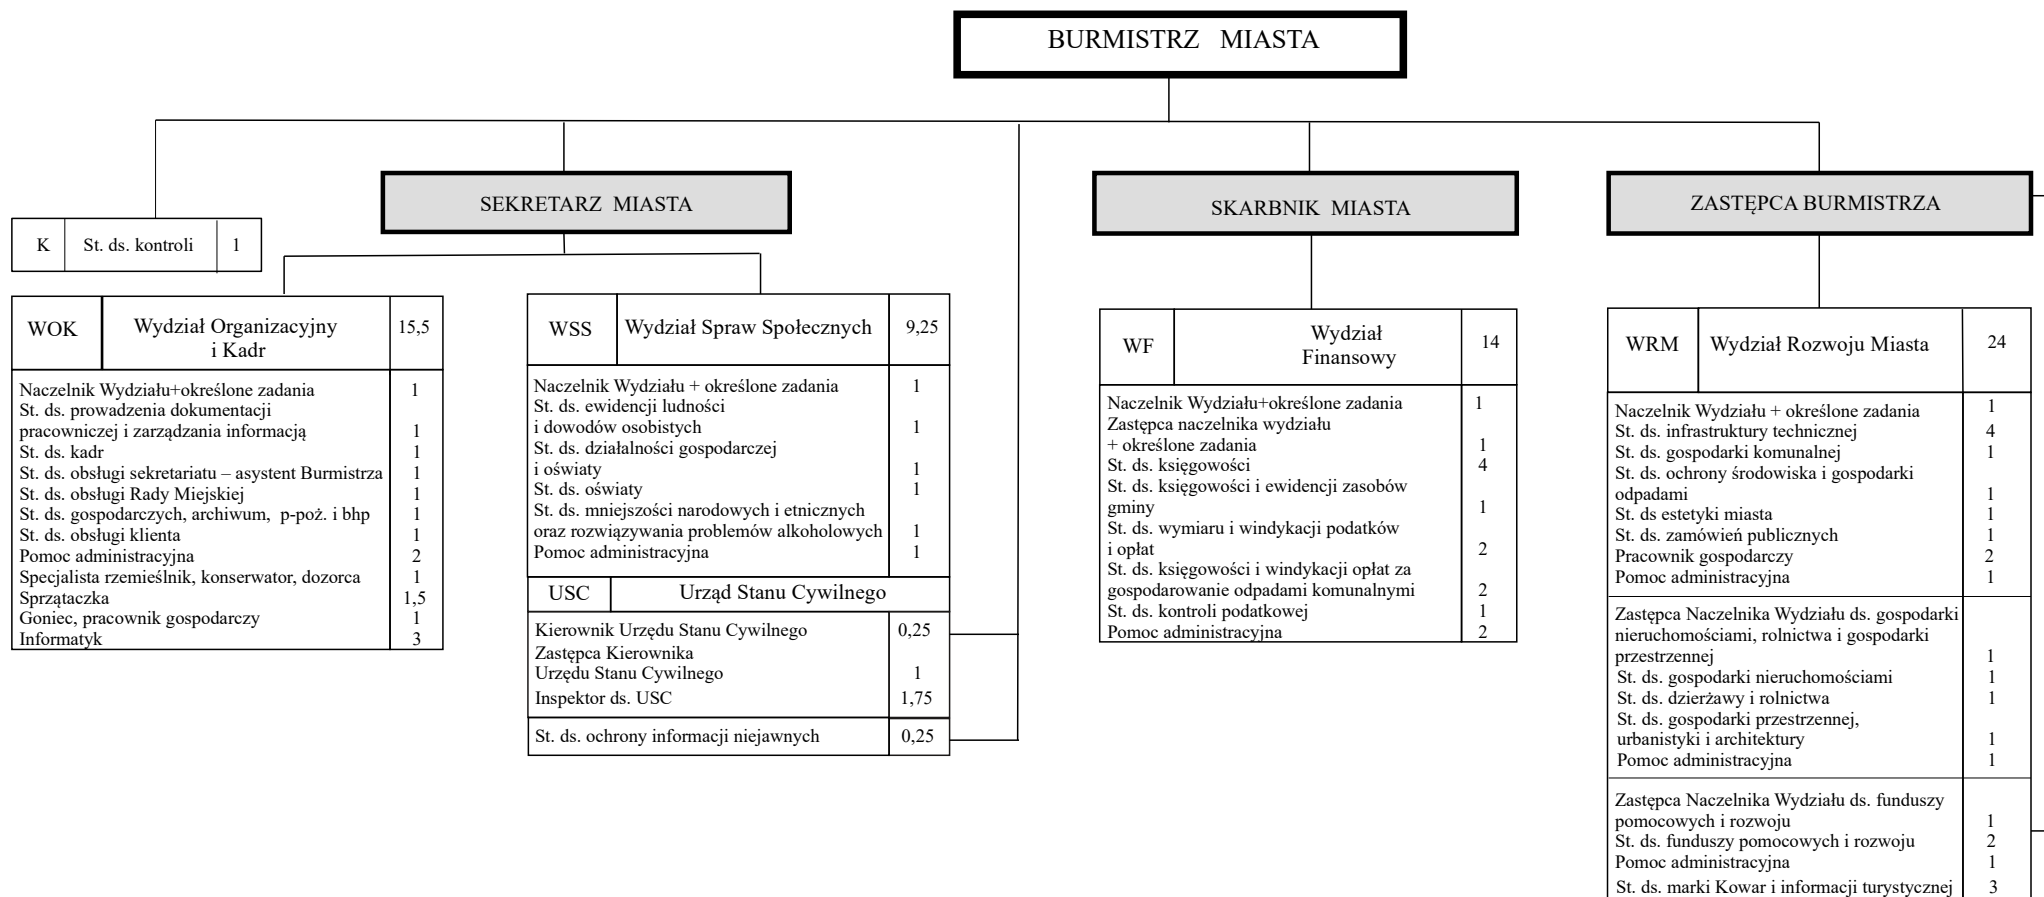 BURMISTRZ MIASTA
SEKRETARZ MIASTA
SKARBNIK MIASTA
ZASTĘPCA BURMISTRZA
K St. ds. kontroli 1
WOK Wydział Organizacyjny 15,5
i Kadr
Naczelnik Wydziału+określone zadania 1
St. ds. prowadzenia dokumentacji
pracowniczej i zarządzania informacją 1
St. ds. kadr 1
St. ds. obsługi sekretariatu – asystent Burmistrza 1
St. ds. obsługi Rady Miejskiej 1
St. ds. gospodarczych, archiwum, p-poż. i bhp 1
St. ds. obsługi klienta 1
Pomoc administracyjna 2
Specjalista rzemieślnik, konserwator, dozorca 1
Sprzątaczka 1,5
Goniec, pracownik gospodarczy 1
Informatyk 3
WSS Wydział Spraw Społecznych 9,25
Naczelnik Wydziału + określone zadania 1
St. ds. ewidencji ludności
i dowodów osobistych 1
St. ds. działalności gospodarczej
i oświaty 1
St. ds. oświaty 1
St. ds. mniejszości narodowych i etnicznych
oraz rozwiązywania problemów alkoholowych 1
Pomoc administracyjna 1
USC Urząd Stanu Cywilnego
Kierownik Urzędu Stanu Cywilnego 0,25
Zastępca Kierownika
Urzędu Stanu Cywilnego 1
Inspektor ds. USC 1,75
St. ds. ochrony informacji niejawnych 0,25
WF Wydział 14
Finansowy
Naczelnik Wydziału+określone zadania 1
Zastępca naczelnika wydziału
+ określone zadania 1
St. ds. księgowości 4
St. ds. księgowości i ewidencji zasobów
gminy 1
St. ds. wymiaru i windykacji podatków
i opłat 2
St. ds. księgowości i windykacji opłat za
gospodarowanie odpadami komunalnymi 2
St. ds. kontroli podatkowej 1
Pomoc administracyjna 2
WRM Wydział Rozwoju Miasta 24
Naczelnik Wydziału + określone zadania 1
St. ds. infrastruktury technicznej 4
St. ds. gospodarki komunalnej 1
St. ds. ochrony środowiska i gospodarki
odpadami 1
St. ds estetyki miasta 1
St. ds. zamówień publicznych 1
Pracownik gospodarczy 2
Pomoc administracyjna 1
Zastępca Naczelnika Wydziału ds. gospodarki
nieruchomościami, rolnictwa i gospodarki
przestrzennej 1
St. ds. gospodarki nieruchomościami 1
St. ds. dzierżawy i rolnictwa 1
St. ds. gospodarki przestrzennej,
urbanistyki i architektury 1
Pomoc administracyjna 1
Zastępca Naczelnika Wydziału ds. funduszy
pomocowych i rozwoju 1
St. ds. funduszy pomocowych i rozwoju 2
Pomoc administracyjna 1
St. ds. marki Kowar i informacji turystycznej 3